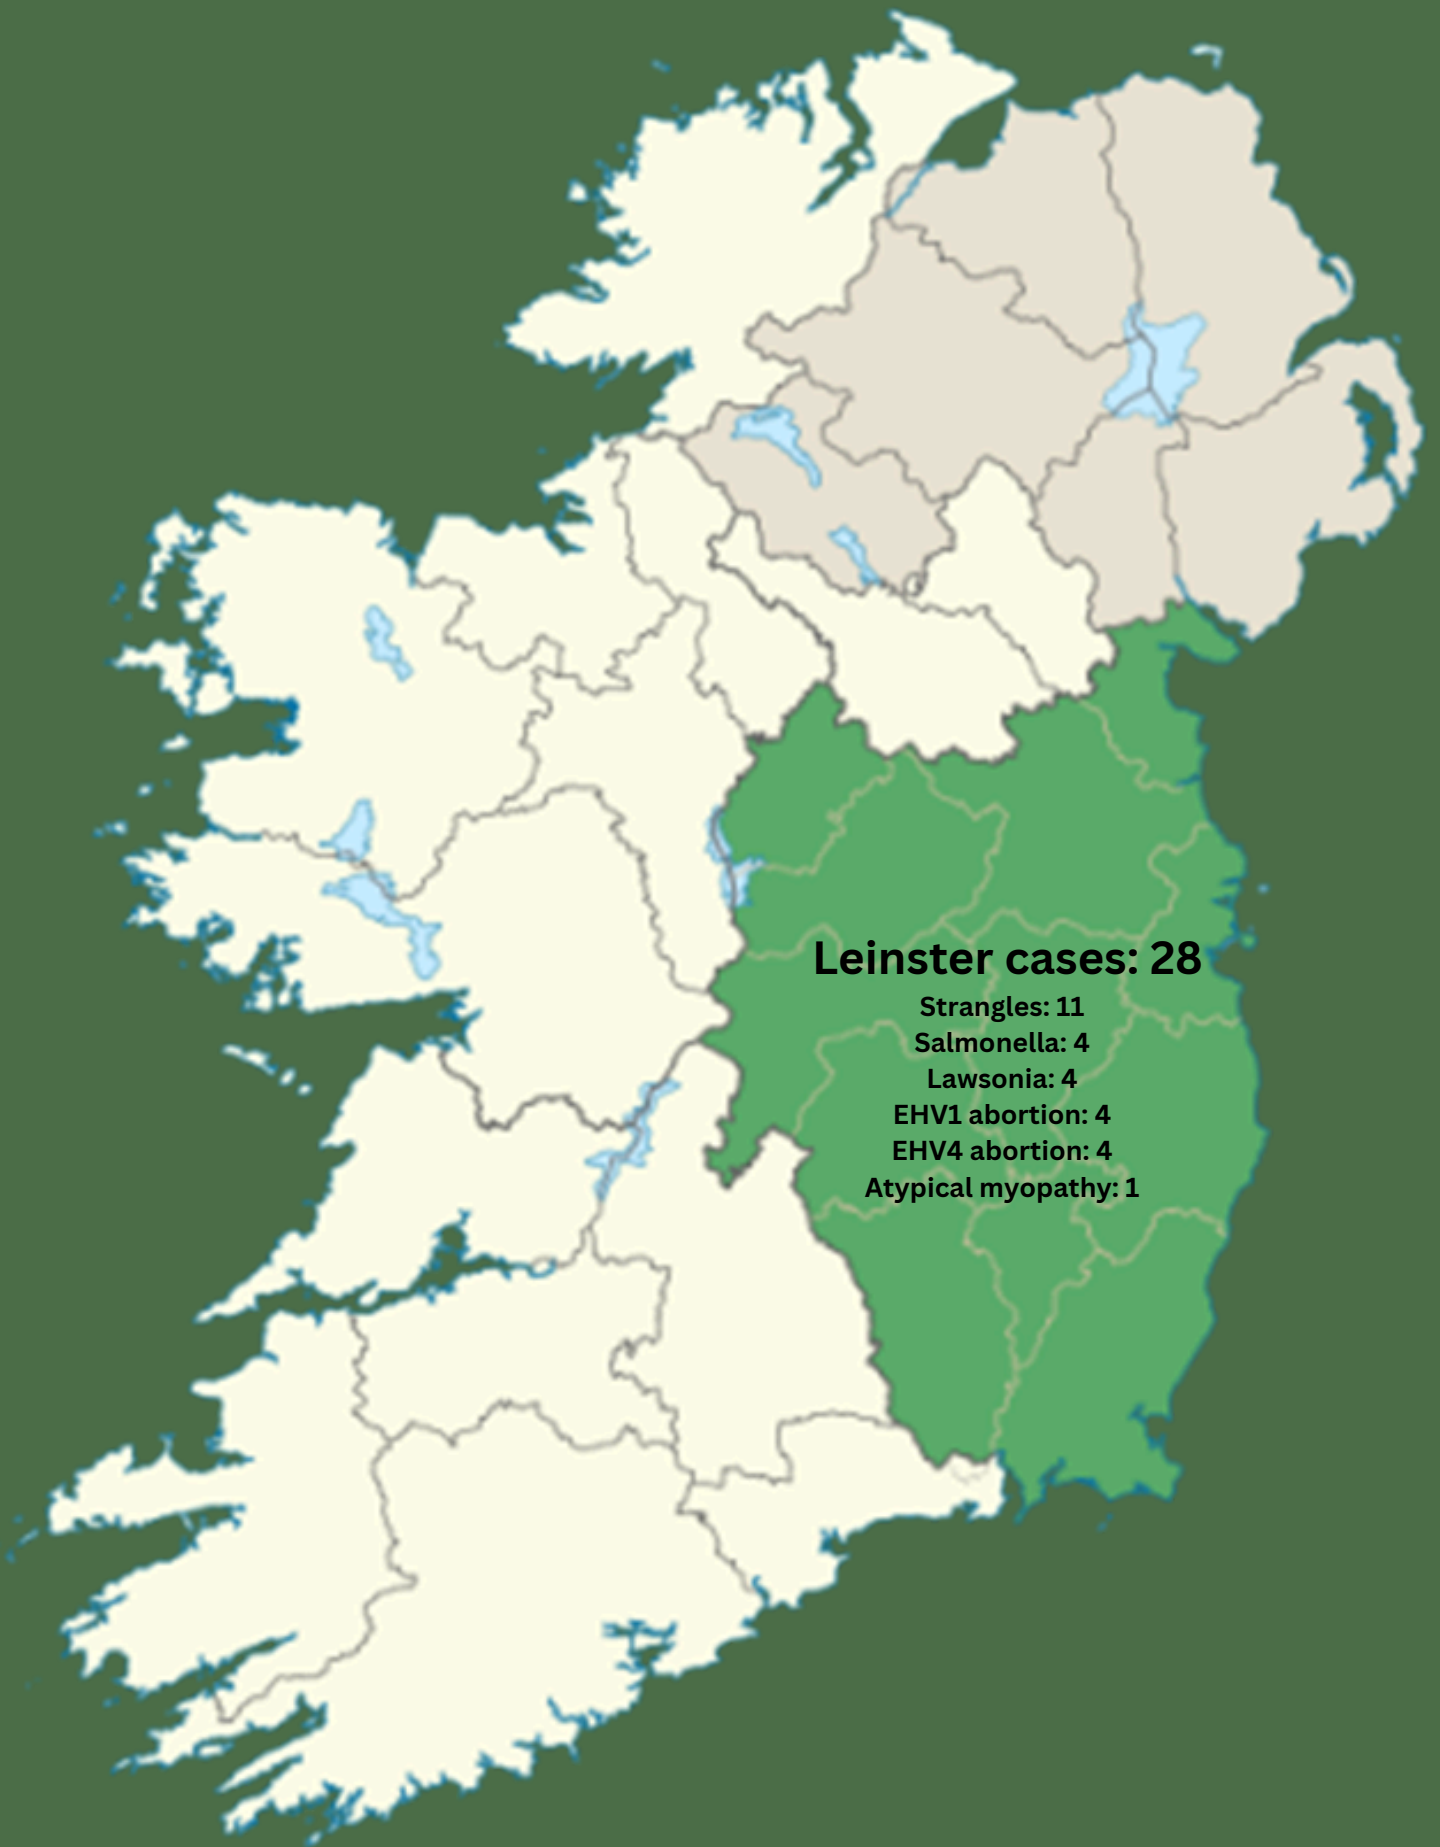 Leinster cases: 28
Strangles: 11
Salmonella: 4
Lawsonia: 4
EHV1 abortion: 4
EHV4 abortion: 4
Atypical myopathy: 1